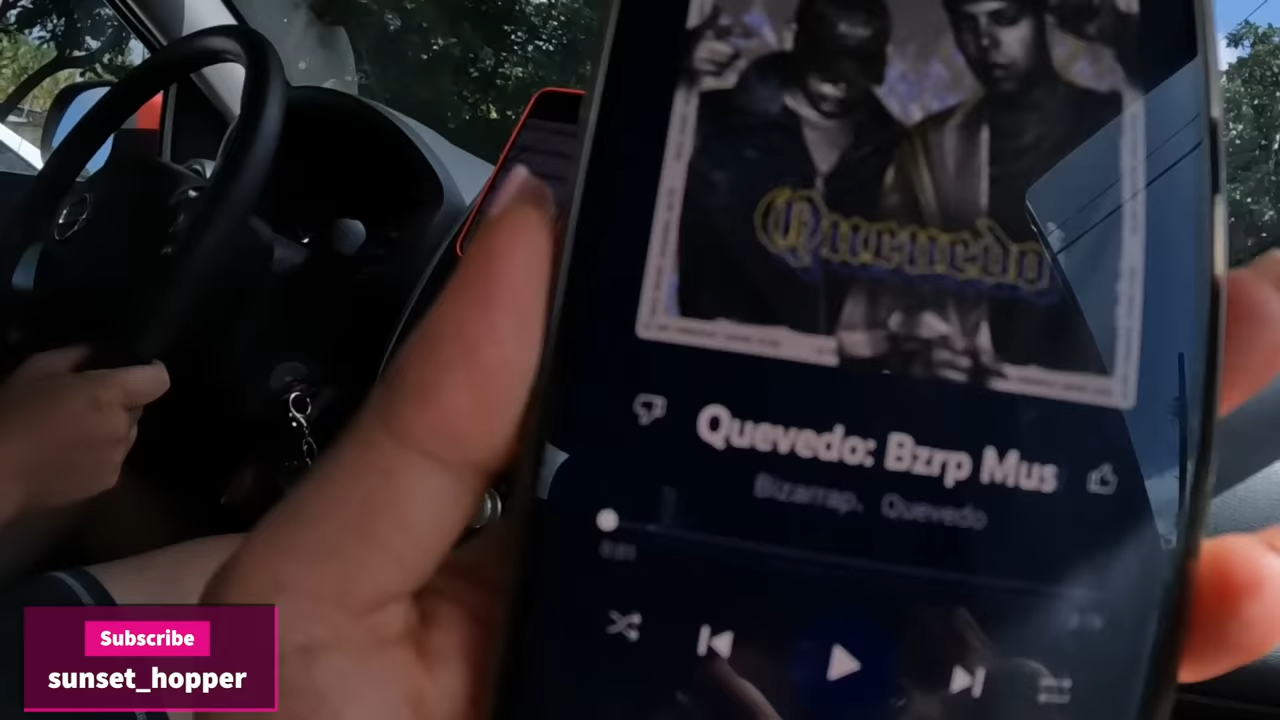 Quevedo
Quevedo: Bzrp Mus
Bizarrap, Quevedo
Subscribe
sunset_hopper